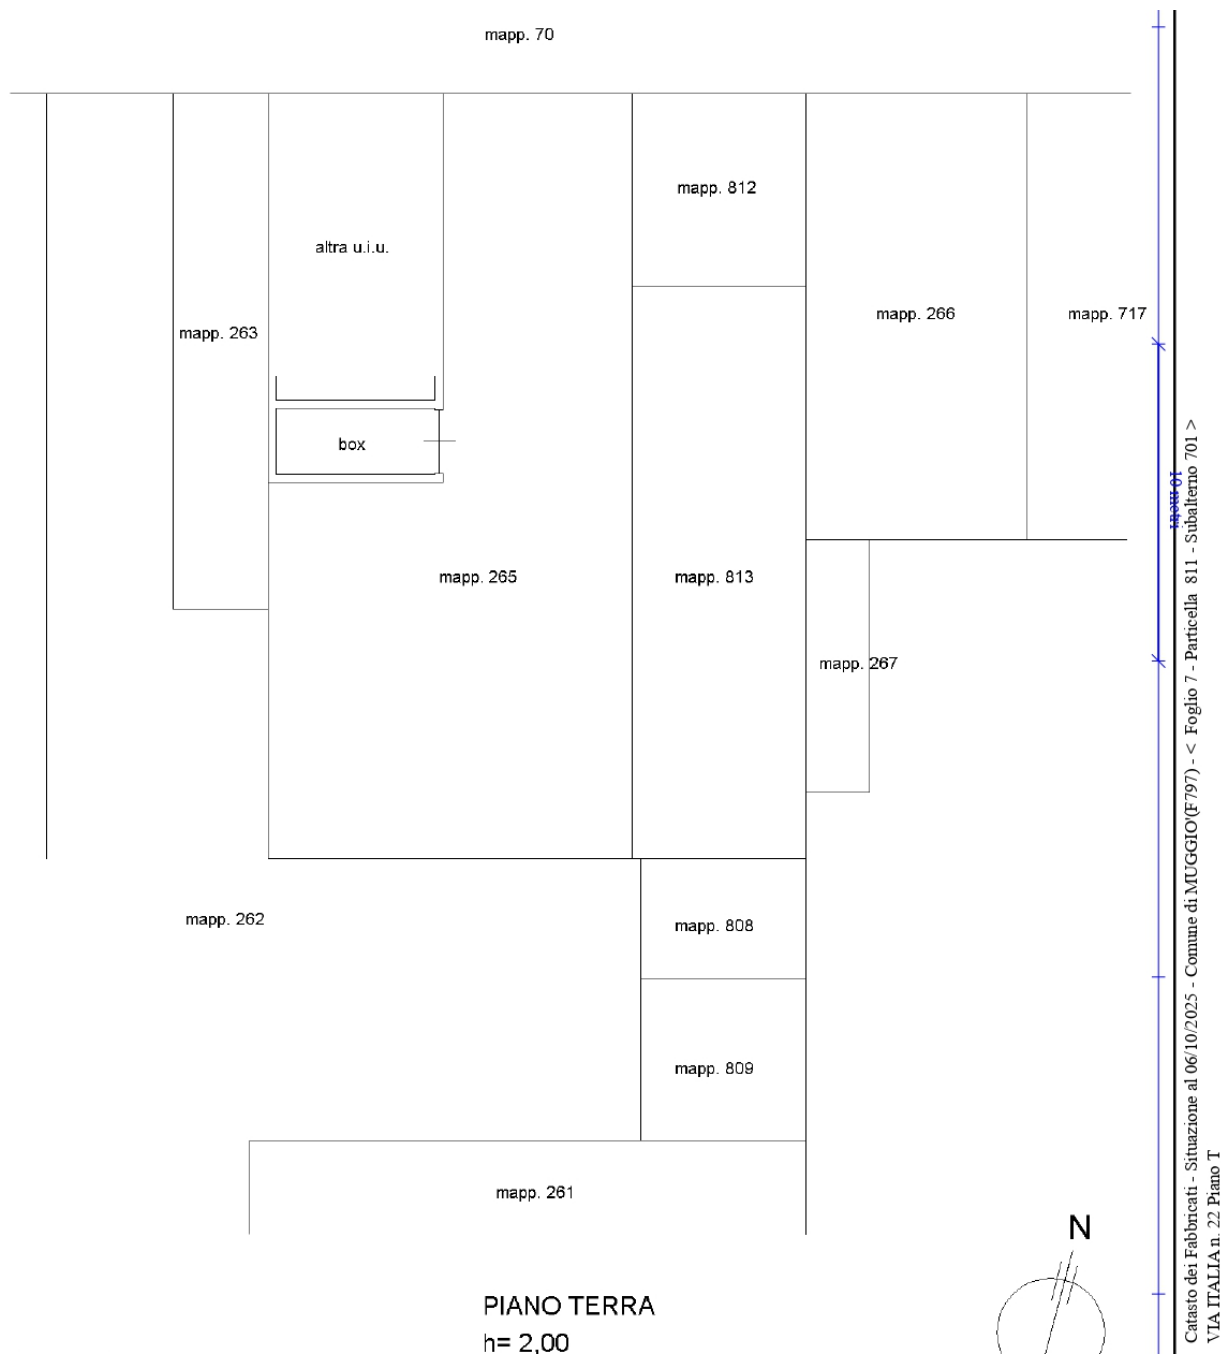 mapp. 70
mapp. 812
altra u.i.u.
mapp. 266
mapp. 717
mapp. 263
box
mapp. 265
mapp. 813
mapp. 267
mapp. 262
mapp. 808
mapp. 809
mapp. 261
N
PIANO TERRA
h= 2,00
10 metri
Catasto dei Fabbricati - Situazione al 06/10/2025 - Comune di MUGGIO'(F797) - < Foglio 7 - Particella 811 - Subalterno 701 >
VIA ITALIA n. 22 Piano T